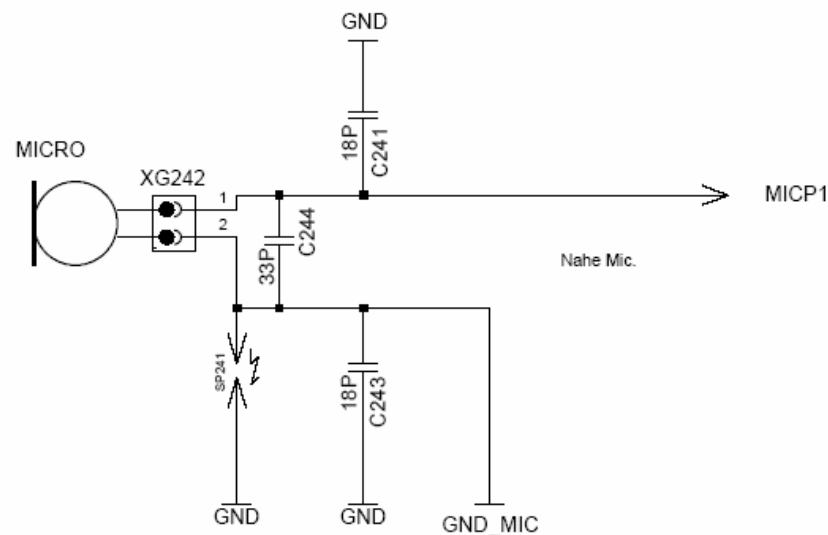 GND
18P
C241
MICRO
XG242
1
2
MICP1
33P
C244
Nahe Mic.
SP241
18P
C243
GND
GND
GND_MIC